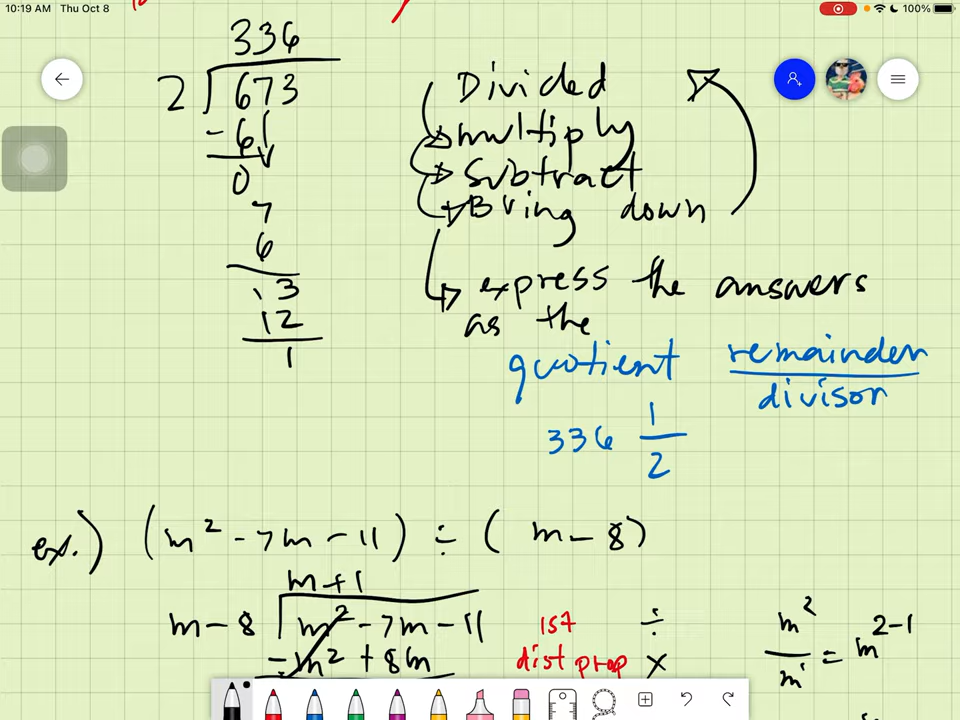 10:19 AM Thu Oct 8
100%
336
2 673
-6
0
7
6
13
12
1
Divided
multiply
Subtract
Bring down
express the answers
as the
quotient remainder
divisor
336 1/2
ex.) (m² - 7m - 11) ÷ ( m - 8)
m + 1
m - 8 m² - 7m - 11
- m² + 8m
1st ÷
dist prop ×
m²/m¹ = m²⁻¹